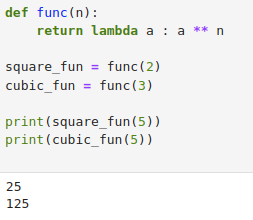 def func(n):
    return lambda a : a ** n
square_fun = func(2)
cubic_fun = func(3)
print(square_fun(5))
print(cubic_fun(5))
25
125